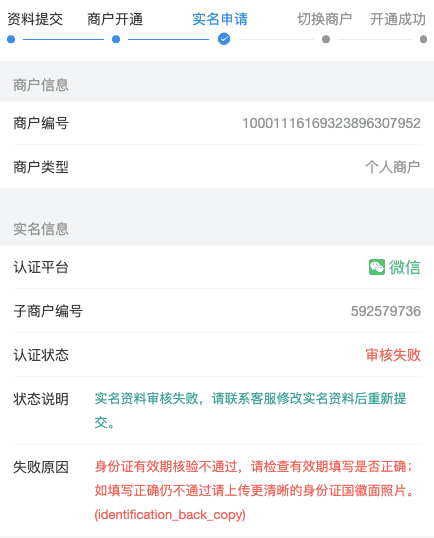 资料提交 商户开通 实名申请 切换商户 开通成功
商户信息
商户编号 10001116169323896307952
商户类型 个人商户
实名信息
认证平台 微信
子商户编号 592579736
认证状态 审核失败
状态说明 实名资料审核失败，请联系客服修改实名资料后重新提
交。
失败原因 身份证有效期核验不通过，请检查有效期填写是否正确；
如填写正确仍不通过请上传更清晰的身份证国徽面照片。
(identification_back_copy)